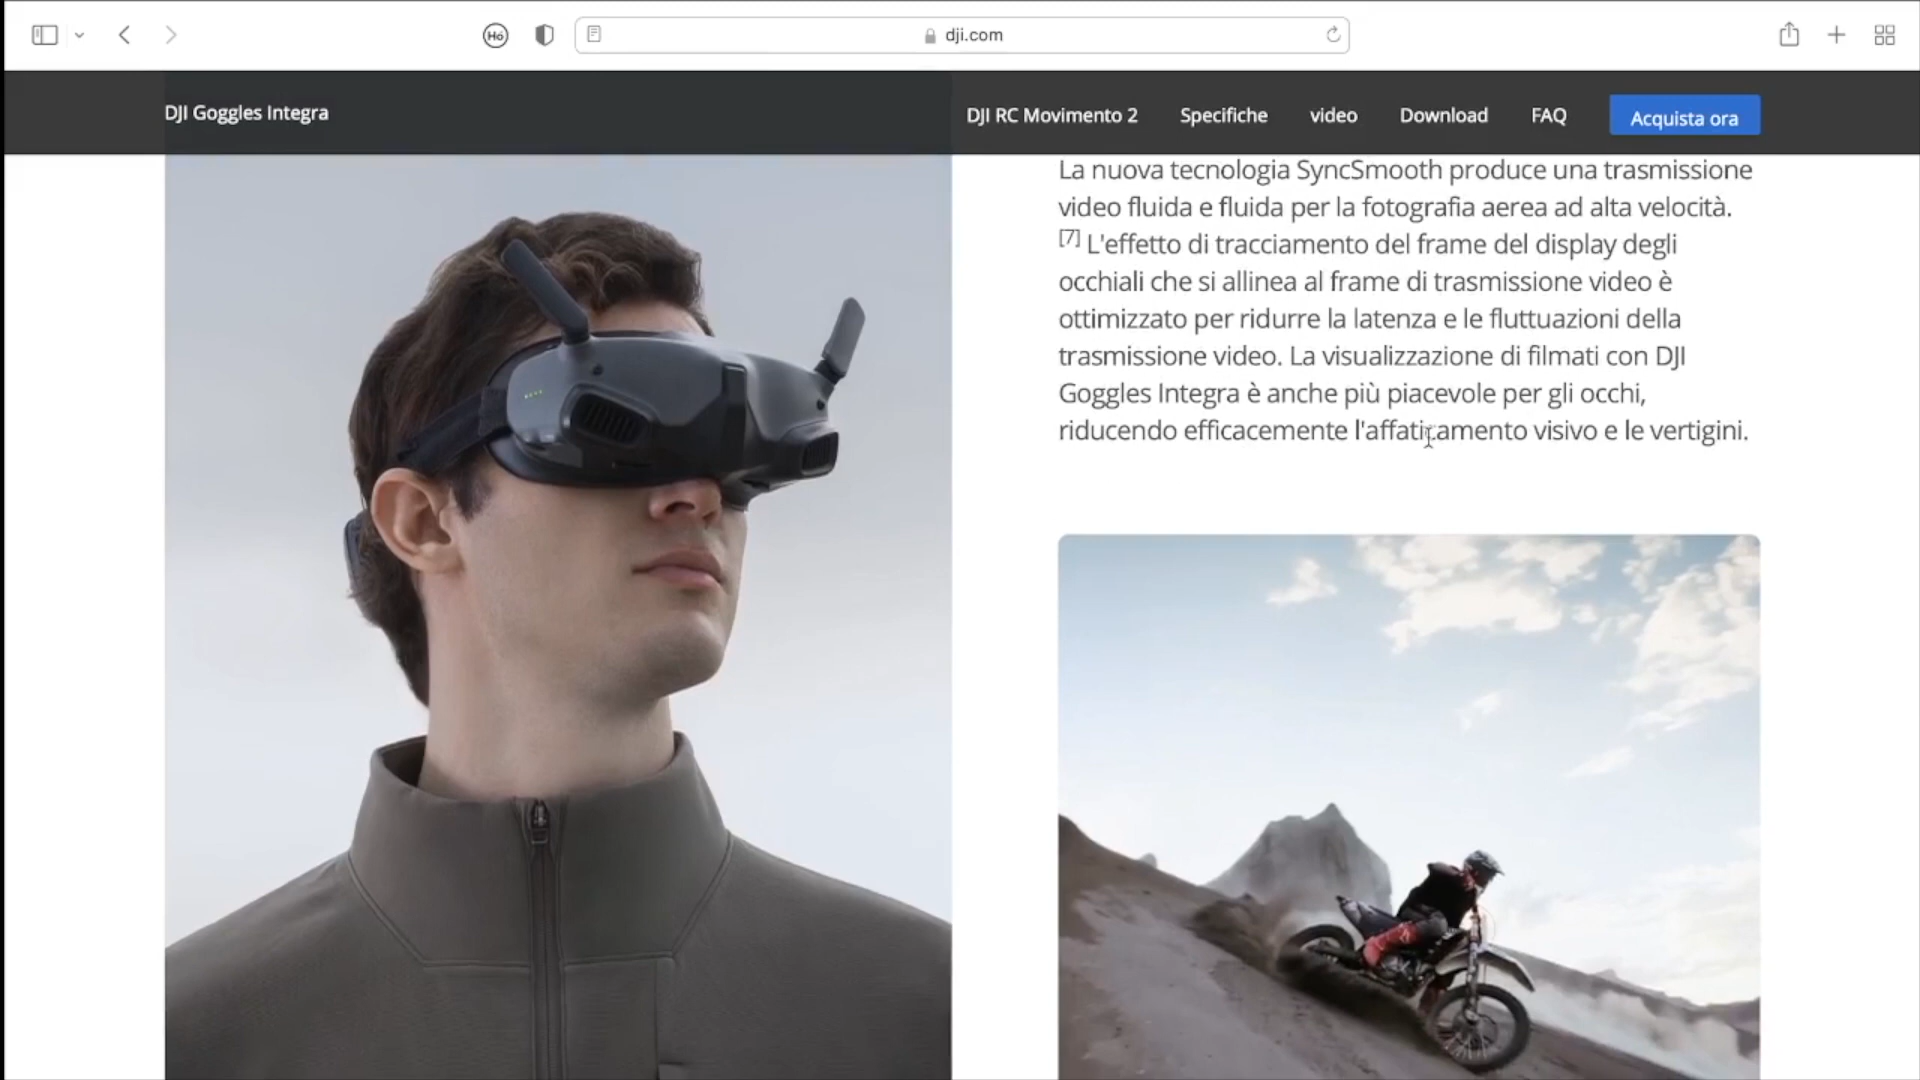 Hó
dji.com
DJI Goggles Integra
DJI RC Movimento 2
Specifiche
video
Download
FAQ
Acquista ora
La nuova tecnologia SyncSmooth produce una trasmissione
video fluida e fluida per la fotografia aerea ad alta velocità.
[7] L'effetto di tracciamento del frame del display degli
occhiali che si allinea al frame di trasmissione video è
ottimizzato per ridurre la latenza e le fluttuazioni della
trasmissione video. La visualizzazione di filmati con DJI
Goggles Integra è anche più piacevole per gli occhi,
riducendo efficacemente l'affaticamento visivo e le vertigini.